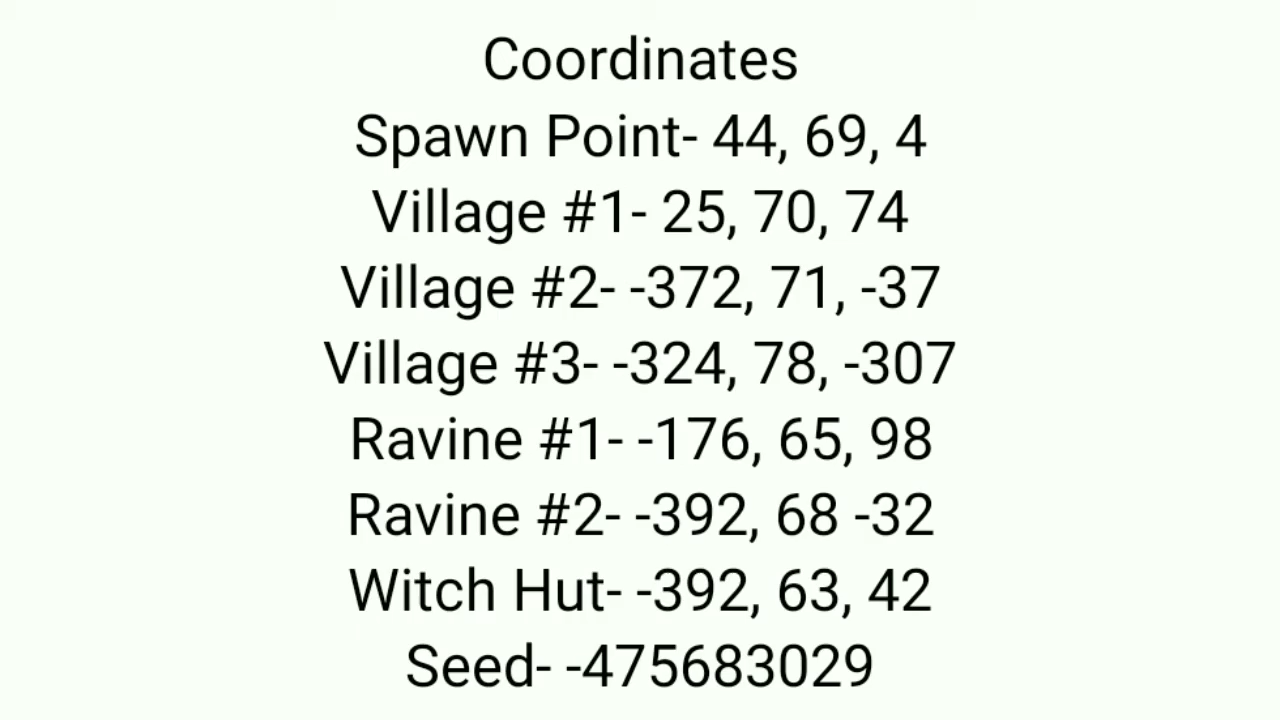 Coordinates
Spawn Point- 44, 69, 4
Village #1- 25, 70, 74
Village #2- -372, 71, -37
Village #3- -324, 78, -307
Ravine #1- -176, 65, 98
Ravine #2- -392, 68 -32
Witch Hut- -392, 63, 42
Seed- -475683029